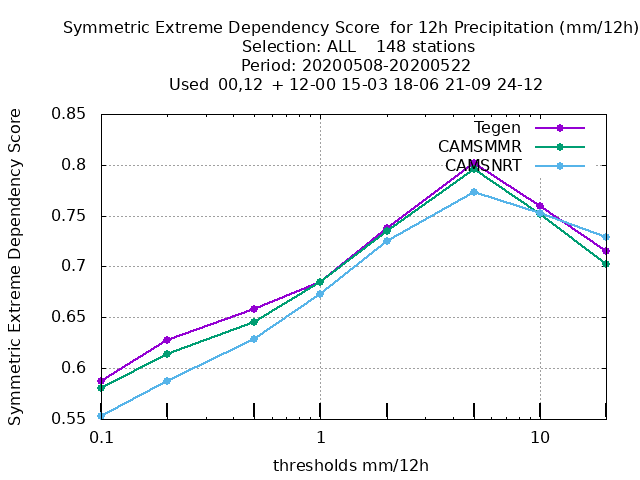 Symmetric Extreme Dependency Score  for 12h Precipitation (mm/12h)
Selection: ALL    148 stations
Period: 20200508-20200522
Used  00,12  + 12-00 15-03 18-06 21-09 24-12
Symmetric Extreme Dependency Score
0.85
0.8
0.75
0.7
0.65
0.6
0.55
Tegen
CAMSMMR
CAMSNRT
0.1
1
10
thresholds mm/12h